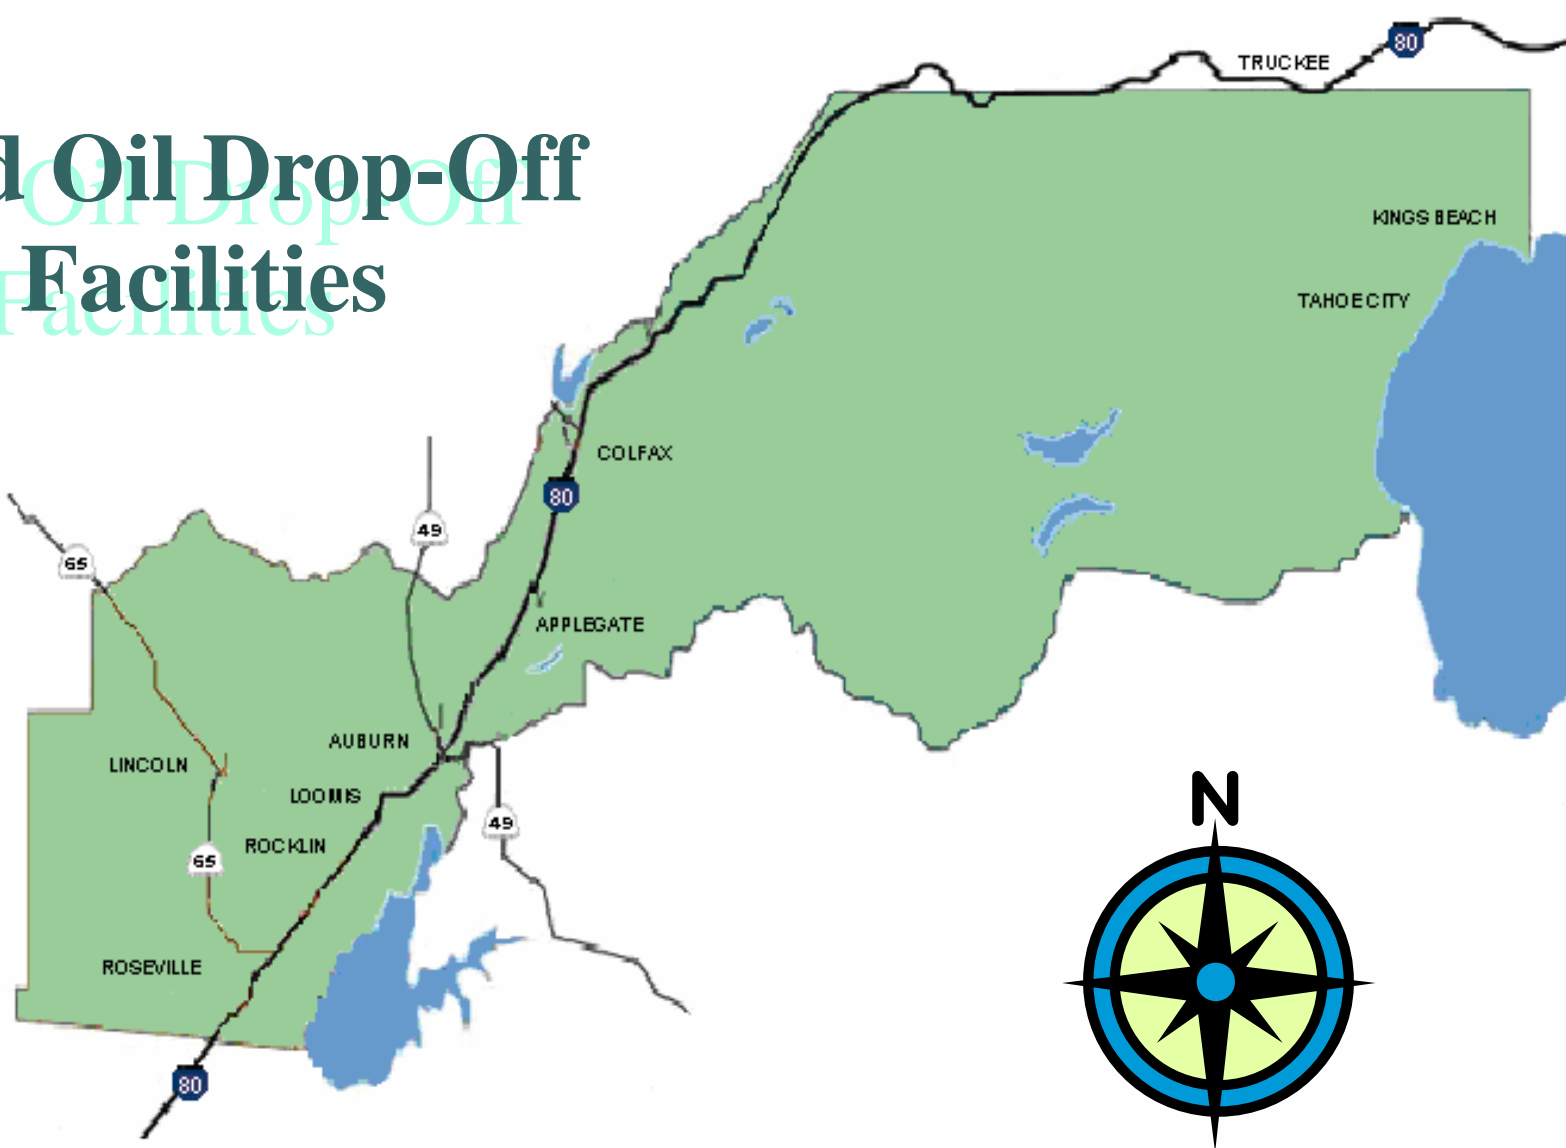 d Oil Drop-Off
Facilities
80
TRUCKEE
KINGS BEACH
TAHOE CITY
COLFAX
80
49
65
APPLEGATE
AUBURN
LINCOLN
LOOMIS
49
ROCKLIN
65
ROSEVILLE
80
N